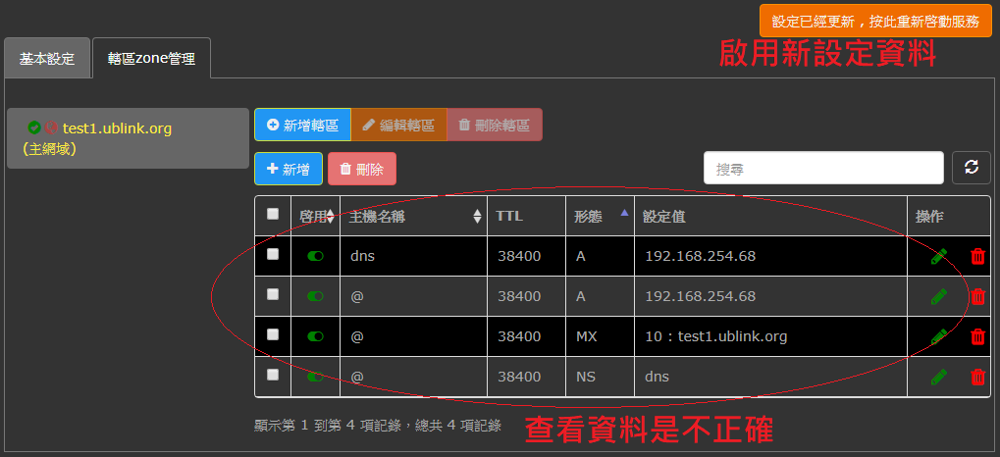 設定已經更新，按此重新啓動服務
啟用新設定資料
基本設定 轄區zone管理
test1.ublink.org
(主網域)
新增轄區 編輯轄區 刪除轄區
新增 刪除 搜尋
啓用 主機名稱 TTL 形態 設定值 操作
dns 38400 A 192.168.254.68
@ 38400 A 192.168.254.68
@ 38400 MX 10 : test1.ublink.org
@ 38400 NS dns
顯示第 1 到第 4 項記錄，總共 4 項記錄
查看資料是不正確